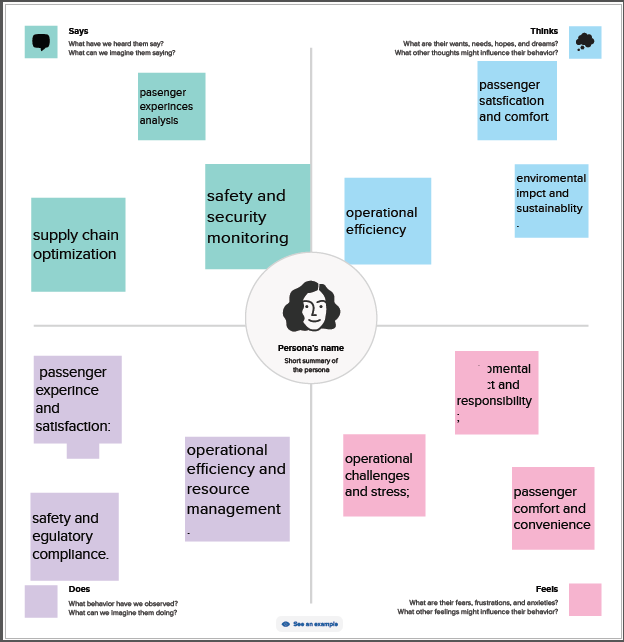 Says
What have we heard them say?
What can we imagine them saying?
Thinks
What are their wants, needs, hopes, and dreams?
What other thoughts might influence their behavior?
pasenger
experinces
analysis
safety and
security
monitoring
supply chain
optimization
passenger
satsfication
and comfort
enviromental
impct and
sustainablity
.
operational
efficiency
Persona's name
Short summary of
the persona
passenger
experince
and
satisfaction:
operational
efficiency and
resource
management
.
safety and
egulatory
compliance.
and
responsibility
;
operational
challenges
and stress;
passenger
comfort and
convenience
Does
What behavior have we observed?
What can we imagine them doing?
Feels
What are their fears, frustrations, and anxieties?
What other feelings might influence their behavior?
See an example